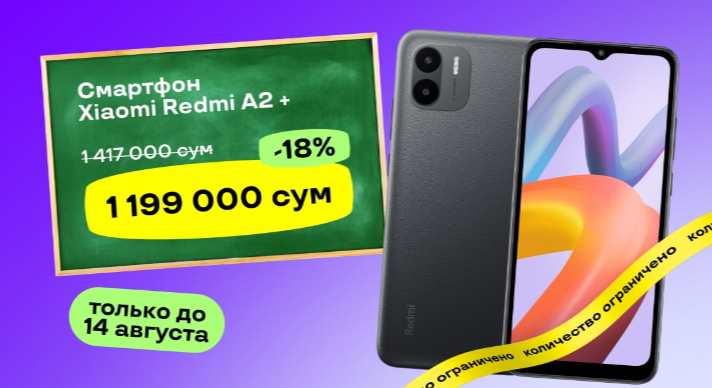 Смартфон
Xiaomi Redmi A2 +
1 417 000 сум
-18%
1 199 000 сум
только до
14 августа
Redmi
ограничено количество ограничено